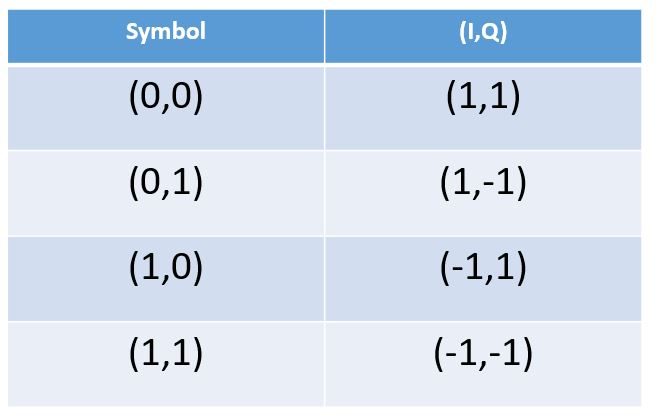 Symbol (I,Q)
(0,0) (1,1)
(0,1) (1,-1)
(1,0) (-1,1)
(1,1) (-1,-1)